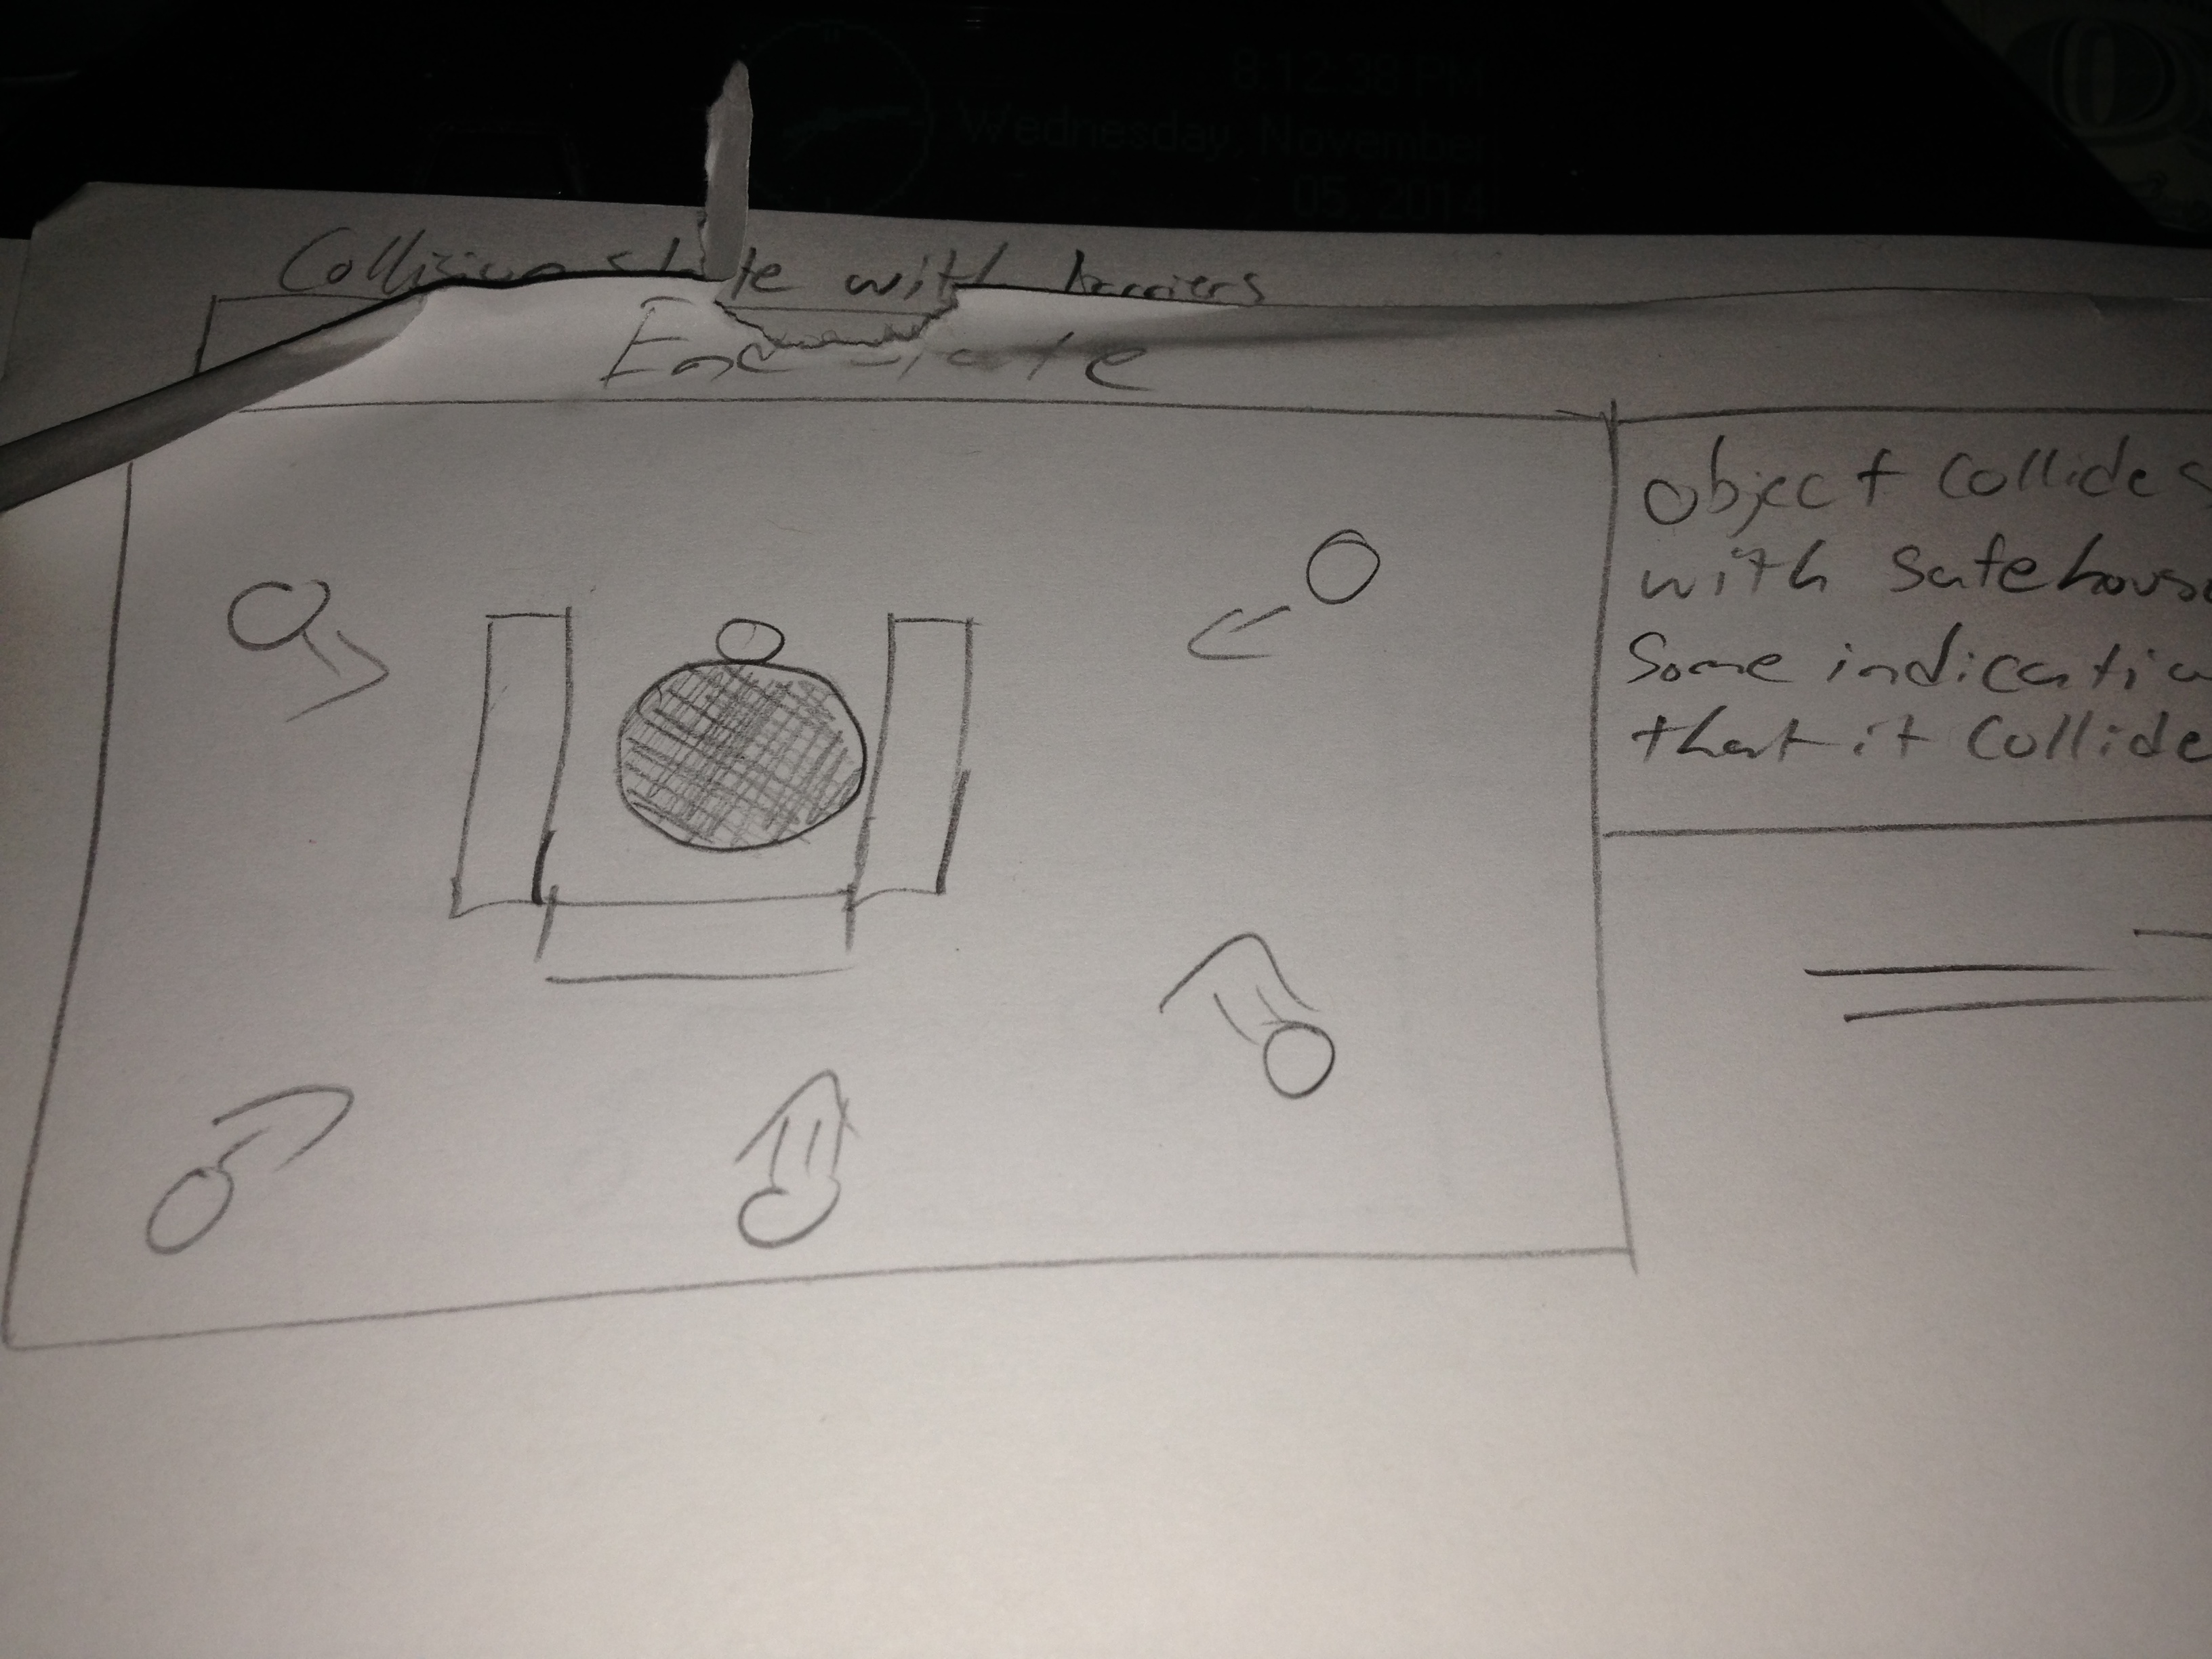 8:12:38 PM
Wednesday, November
05, 2014
Collision state with barriers
End state
object collides
with safehouse
Some indication
that it collide